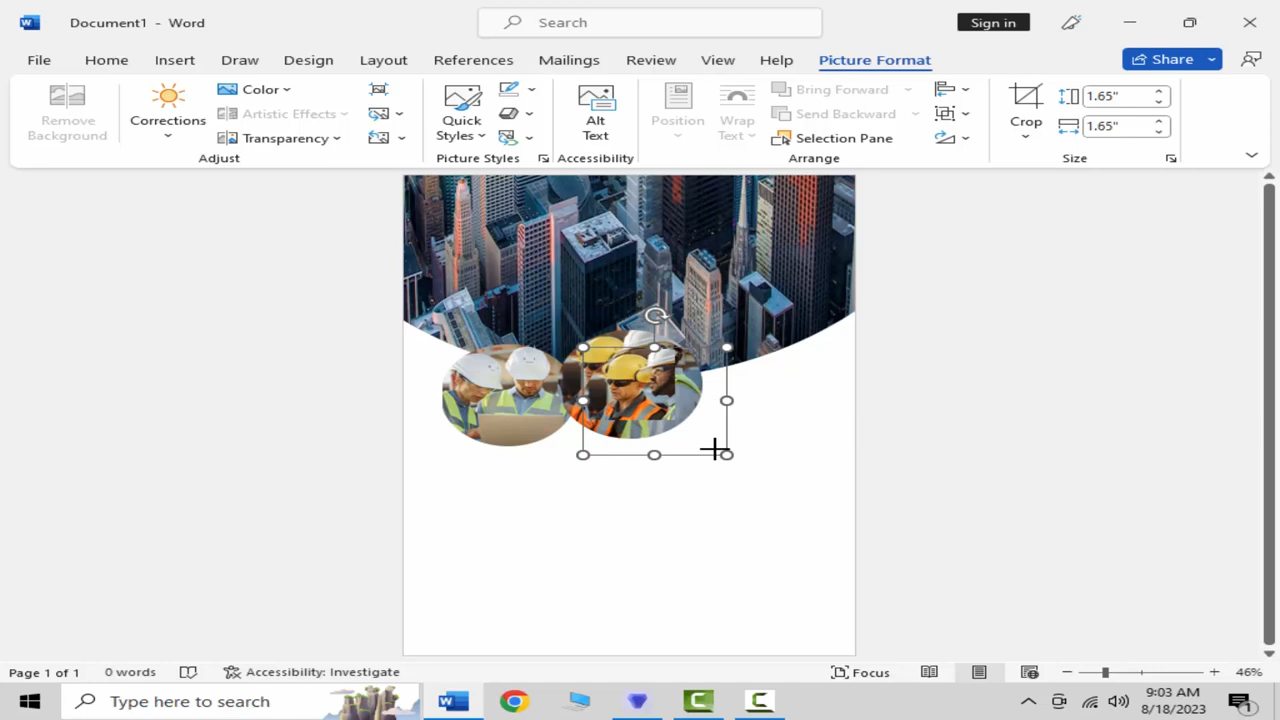 Document1 - Word
Search
Sign in
File
Home
Insert
Draw
Design
Layout
References
Mailings
Review
View
Help
Picture Format
Share
Remove
Background
Corrections
Color
Artistic Effects
Transparency
Adjust
Quick
Styles
Picture Styles
Alt
Text
Accessibility
Position
Wrap
Text
Bring Forward
Send Backward
Selection Pane
Arrange
Crop
1.65"
1.65"
Size
Page 1 of 1
0 words
Accessibility: Investigate
Focus
46%
Type here to search
9:03 AM
8/18/2023
1